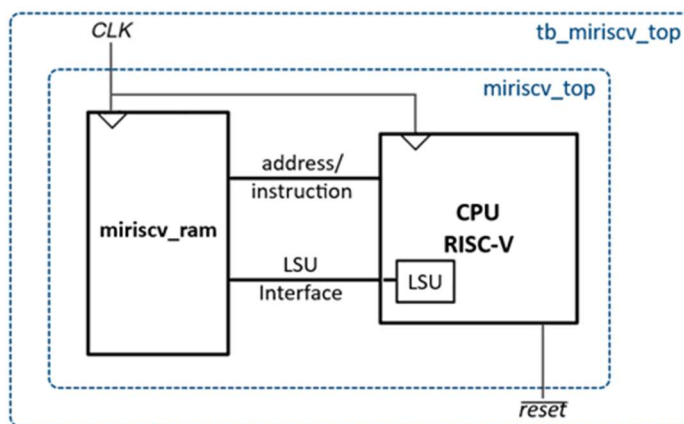 CLK
tb_miriscv_top
miriscv_top
address/
instruction
miriscv_ram
CPU
RISC-V
LSU
Interface
LSU
reset